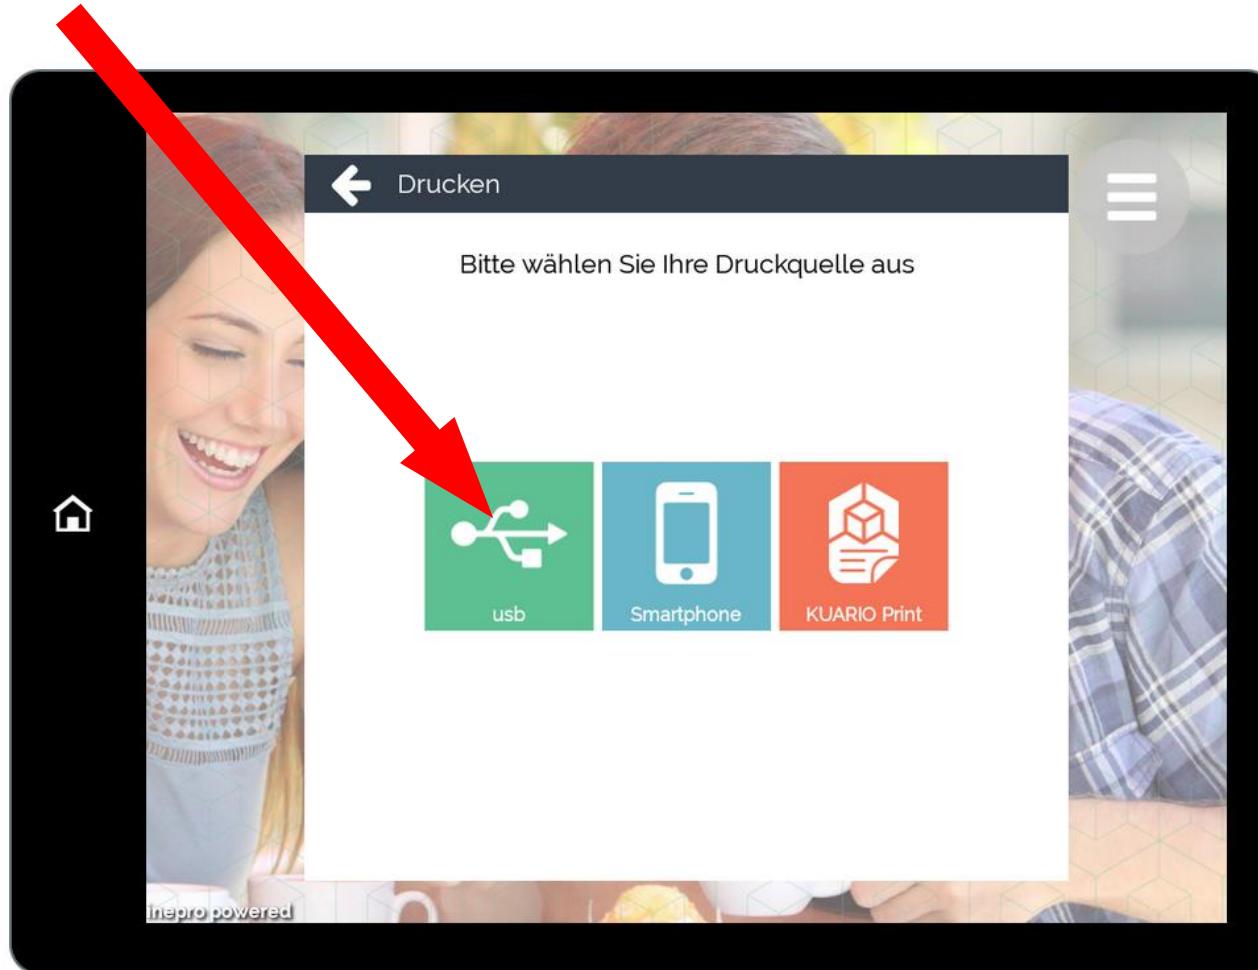 Drucken
Bitte wählen Sie Ihre Druckquelle aus
usb
Smartphone
KUARIO Print
inepro powered